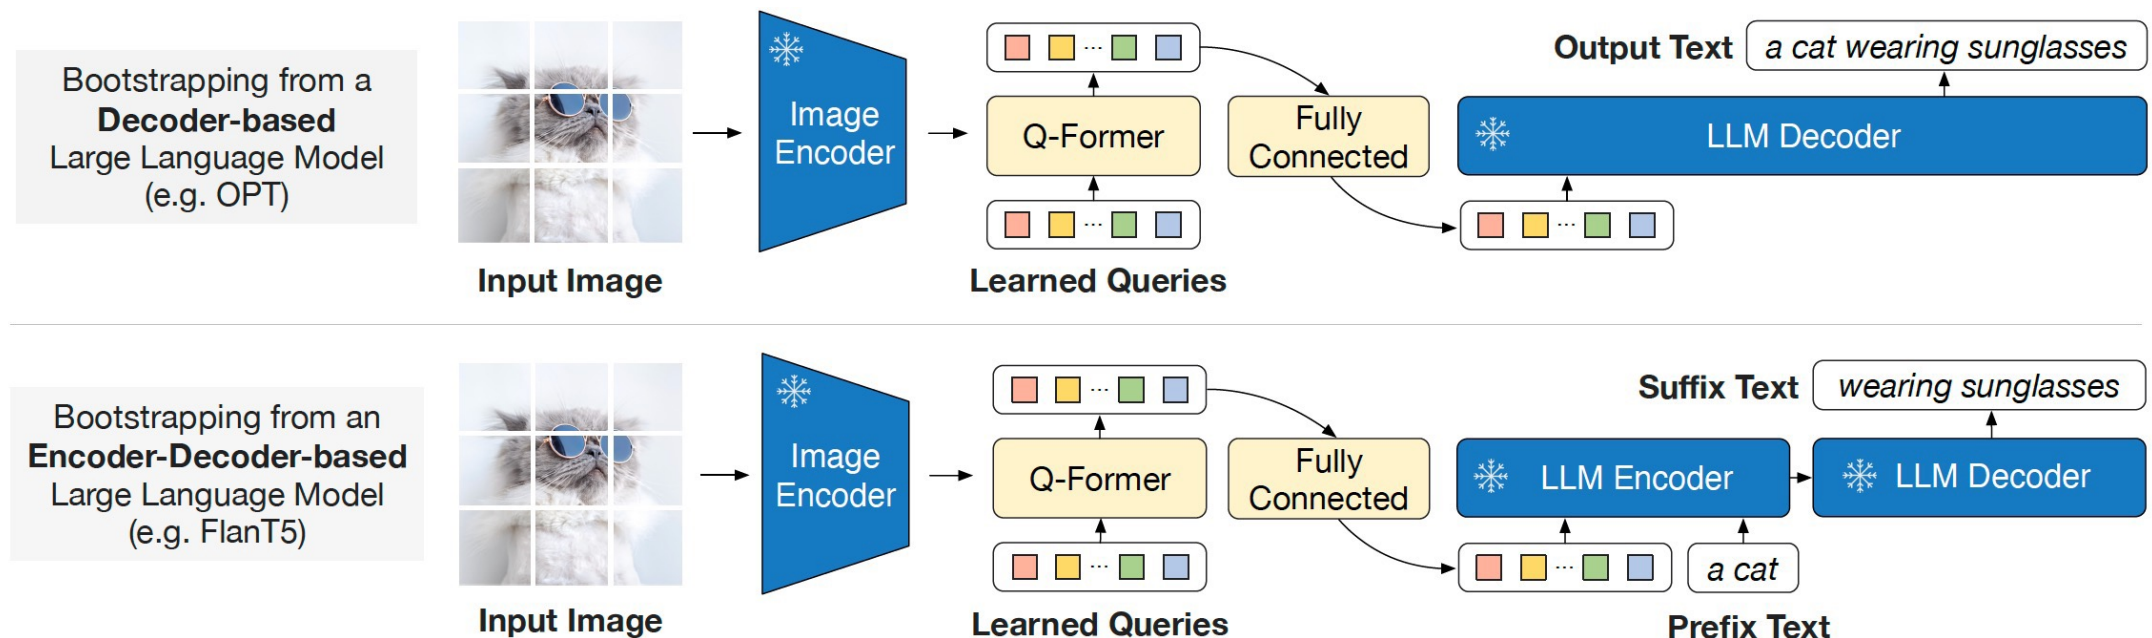 Bootstrapping from a
Decoder-based
Large Language Model
(e.g. OPT)
Input Image
Image
Encoder
Q-Former
Learned Queries
Fully
Connected
Output Text
a cat wearing sunglasses
LLM Decoder
Bootstrapping from an
Encoder-Decoder-based
Large Language Model
(e.g. FlanT5)
Input Image
Image
Encoder
Q-Former
Learned Queries
Fully
Connected
Suffix Text
wearing sunglasses
LLM Encoder
LLM Decoder
a cat
Prefix Text